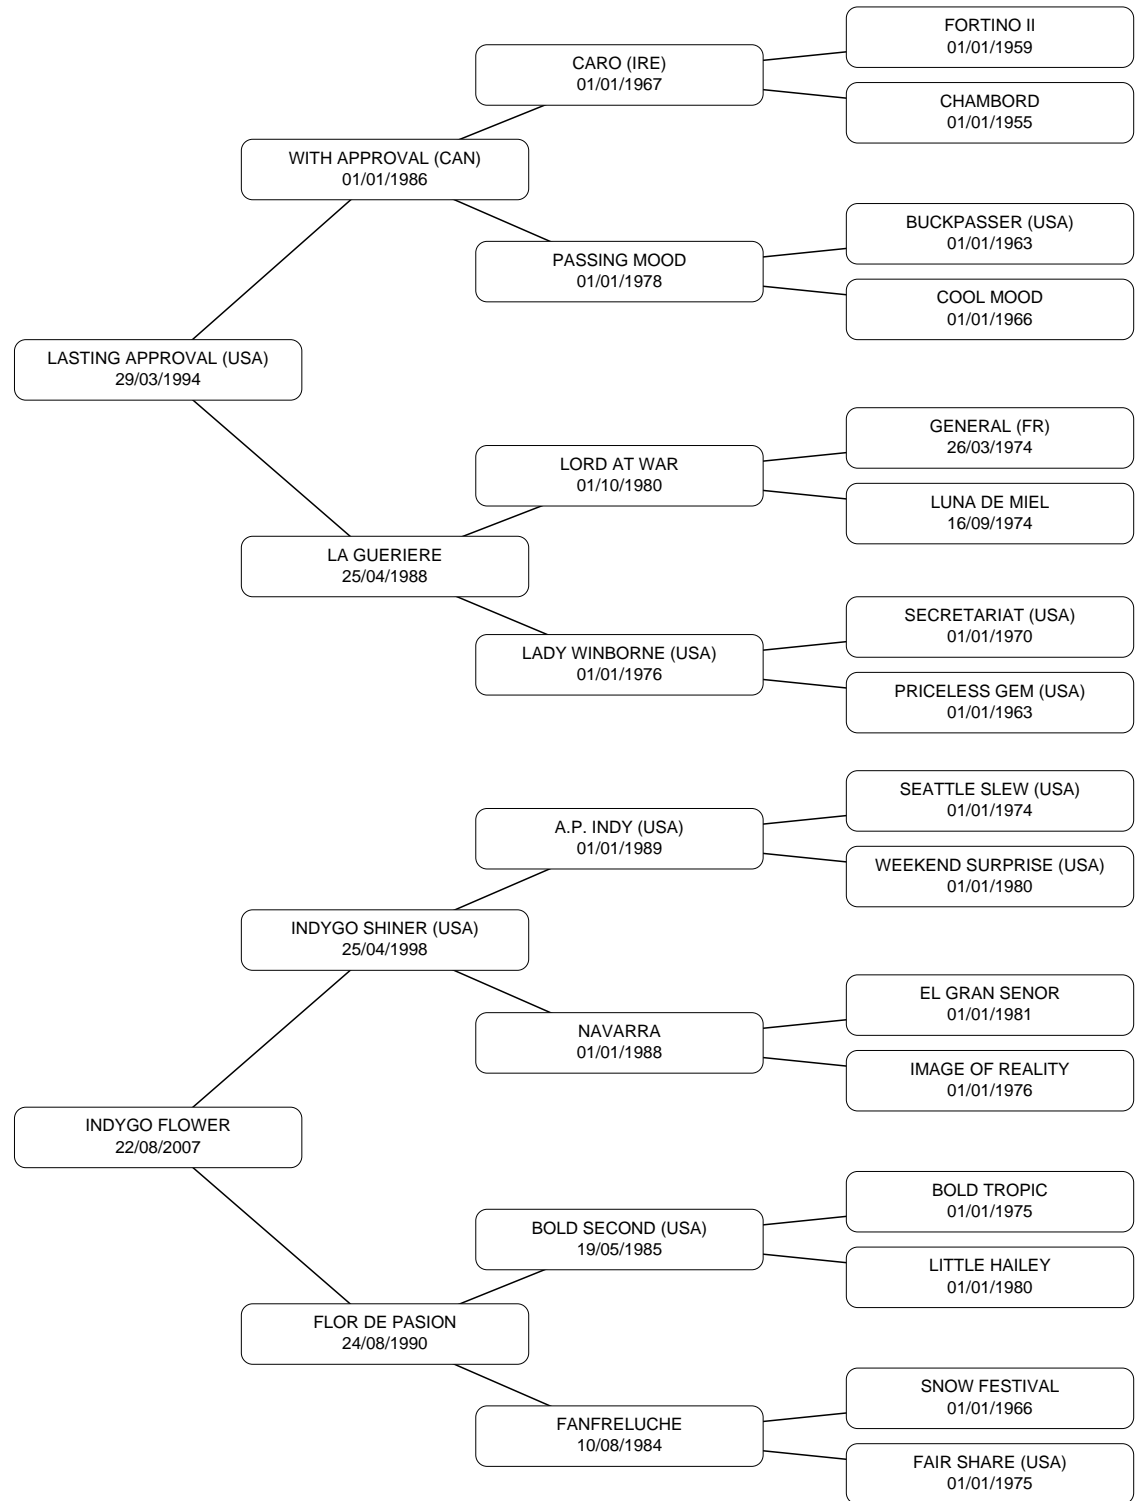 FORTINO II
01/01/1959
CARO (IRE)
01/01/1967
CHAMBORD
01/01/1955
WITH APPROVAL (CAN)
01/01/1986
BUCKPASSER (USA)
01/01/1963
PASSING MOOD
01/01/1978
COOL MOOD
01/01/1966
LASTING APPROVAL (USA)
29/03/1994
GENERAL (FR)
26/03/1974
LORD AT WAR
01/10/1980
LUNA DE MIEL
16/09/1974
LA GUERIERE
25/04/1988
SECRETARIAT (USA)
01/01/1970
LADY WINBORNE (USA)
01/01/1976
PRICELESS GEM (USA)
01/01/1963
SEATTLE SLEW (USA)
01/01/1974
A.P. INDY (USA)
01/01/1989
WEEKEND SURPRISE (USA)
01/01/1980
INDYGO SHINER (USA)
25/04/1998
EL GRAN SENOR
01/01/1981
NAVARRA
01/01/1988
IMAGE OF REALITY
01/01/1976
INDYGO FLOWER
22/08/2007
BOLD TROPIC
01/01/1975
BOLD SECOND (USA)
19/05/1985
LITTLE HAILEY
01/01/1980
FLOR DE PASION
24/08/1990
SNOW FESTIVAL
01/01/1966
FANFRELUCHE
10/08/1984
FAIR SHARE (USA)
01/01/1975